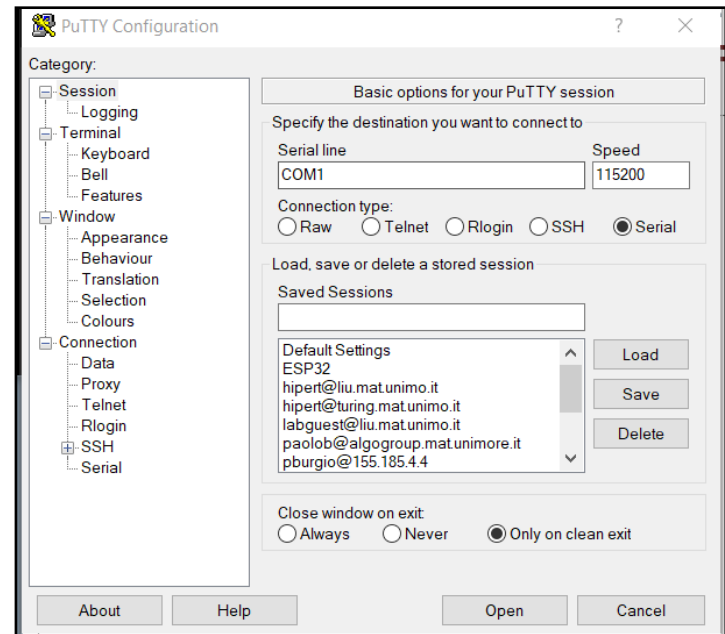 PuTTY Configuration
?
Category:
Session
Logging
Terminal
Keyboard
Bell
Features
Window
Appearance
Behaviour
Translation
Selection
Colours
Connection
Data
Proxy
Telnet
Rlogin
SSH
Serial
Basic options for your PuTTY session
Specify the destination you want to connect to
Serial line Speed
COM1 115200
Connection type:
Raw Telnet Rlogin SSH Serial
Load, save or delete a stored session
Saved Sessions
Default Settings
ESP32
hipert@liu.mat.unimo.it
hipert@turing.mat.unimo.it
labguest@liu.mat.unimo.it
paolob@algogroup.mat.unimore.it
pburgio@155.185.4.4
Load
Save
Delete
Close window on exit:
Always Never Only on clean exit
About Help Open Cancel